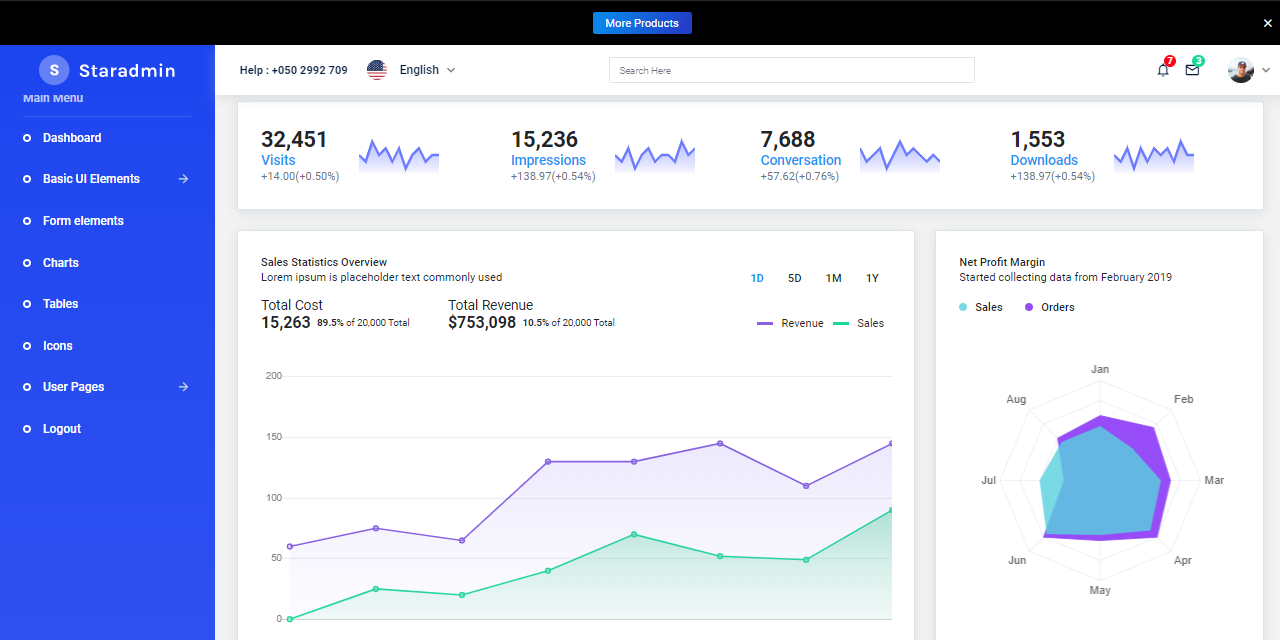 More Products
×
S Staradmin
Help : +050 2992 709
English
Search Here
7
3
Main Menu
Dashboard
Basic UI Elements
Form elements
Charts
Tables
Icons
User Pages
Logout
32,451
Visits
+14.00(+0.50%)
15,236
Impressions
+138.97(+0.54%)
7,688
Conversation
+57.62(+0.76%)
1,553
Downloads
+138.97(+0.54%)
Sales Statistics Overview
Lorem ipsum is placeholder text commonly used
1D 5D 1M 1Y
Total Cost
15,263 89.5% of 20,000 Total
Total Revenue
$753,098 10.5% of 20,000 Total
Revenue Sales
200
150
100
50
0
Net Profit Margin
Started collecting data from February 2019
Sales Orders
Jan
Feb
Mar
Apr
May
Jun
Jul
Aug